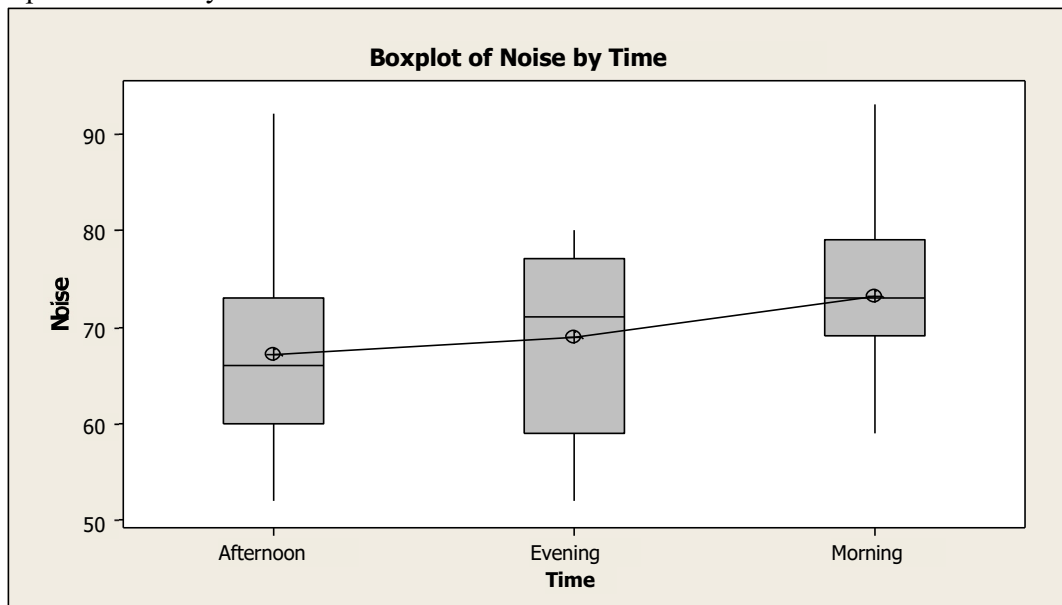 Boxplot of Noise by Time
90
80
70
60
50
Noise
Afternoon
Evening
Morning
Time